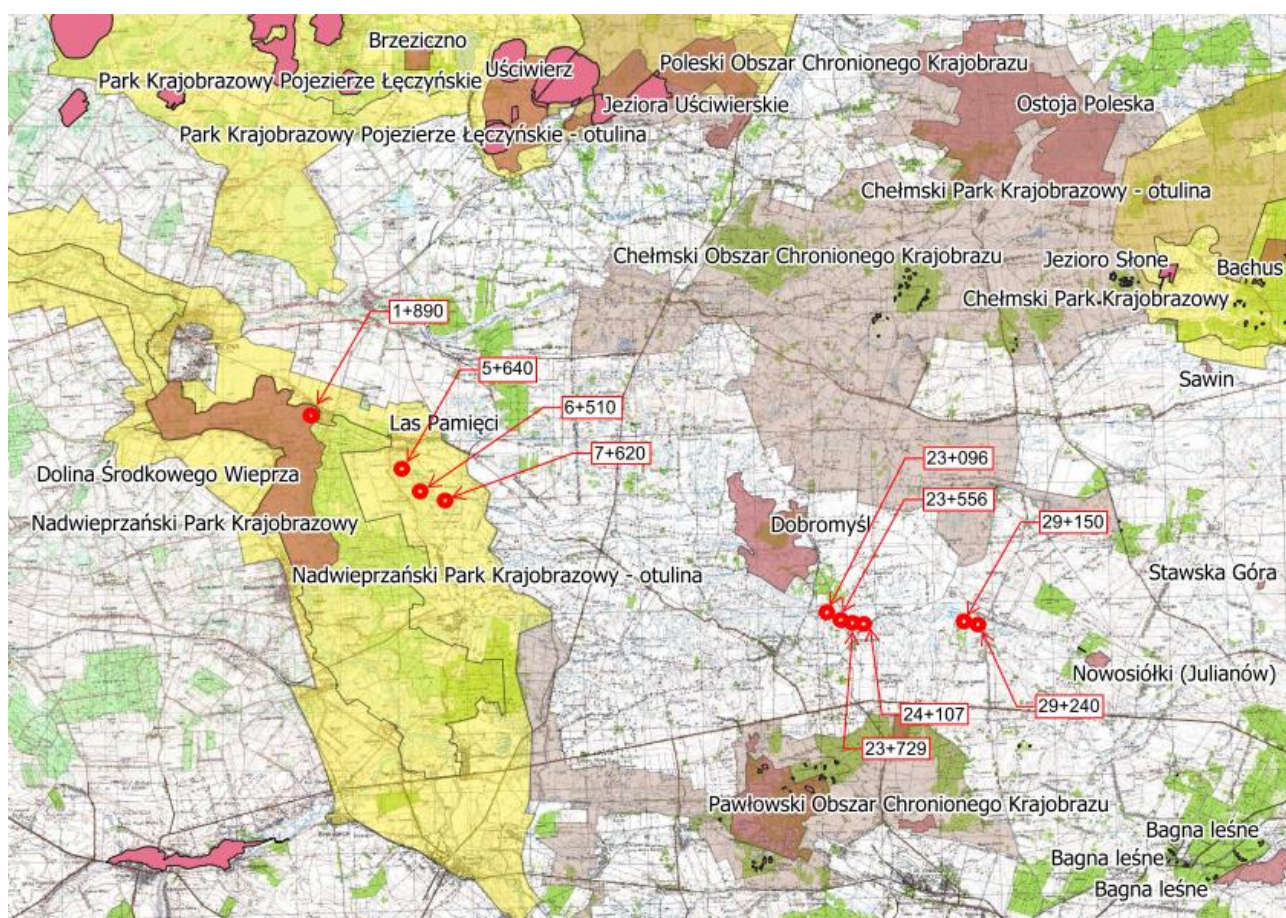 Brzeziczno
Park Krajobrazowy Pojezierze Łęczyńskie
Uściwierz
Poleski Obszar Chronionego Krajobrazu
Jeziora Uściwierskie
Ostoja Poleska
Park Krajobrazowy Pojezierze Łęczyńskie - otulina
Chełmski Park Krajobrazowy - otulina
Chełmski Obszar Chronionego Krajobrazu
Jezioro Słone
Bachus
Chełmski Park Krajobrazowy
1+890
5+640
Sawin
6+510
Las Pamięci
7+620
23+096
Dolina Środkowego Wieprza
23+556
Nadwieprzański Park Krajobrazowy
Dobromyśl
29+150
Nadwieprzański Park Krajobrazowy - otulina
Stawska Góra
Nowosiółki (Julianów)
24+107
29+240
23+729
Pawłowski Obszar Chronionego Krajobrazu
Bagna leśne
Bagna leśne
Bagna leśne